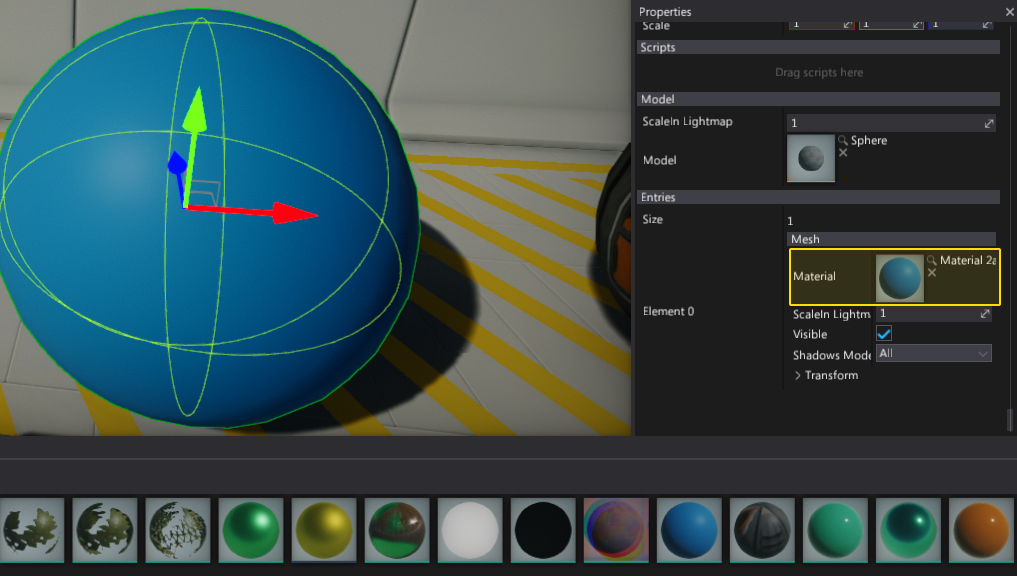 Properties
Scale 1 1 1
Scripts
Drag scripts here
Model
ScaleIn Lightmap 1
Model Sphere
Entries
Size 1
Mesh
Material Material 2a
Element 0
ScaleIn Lightm 1
Visible
Shadows Mode All
Transform